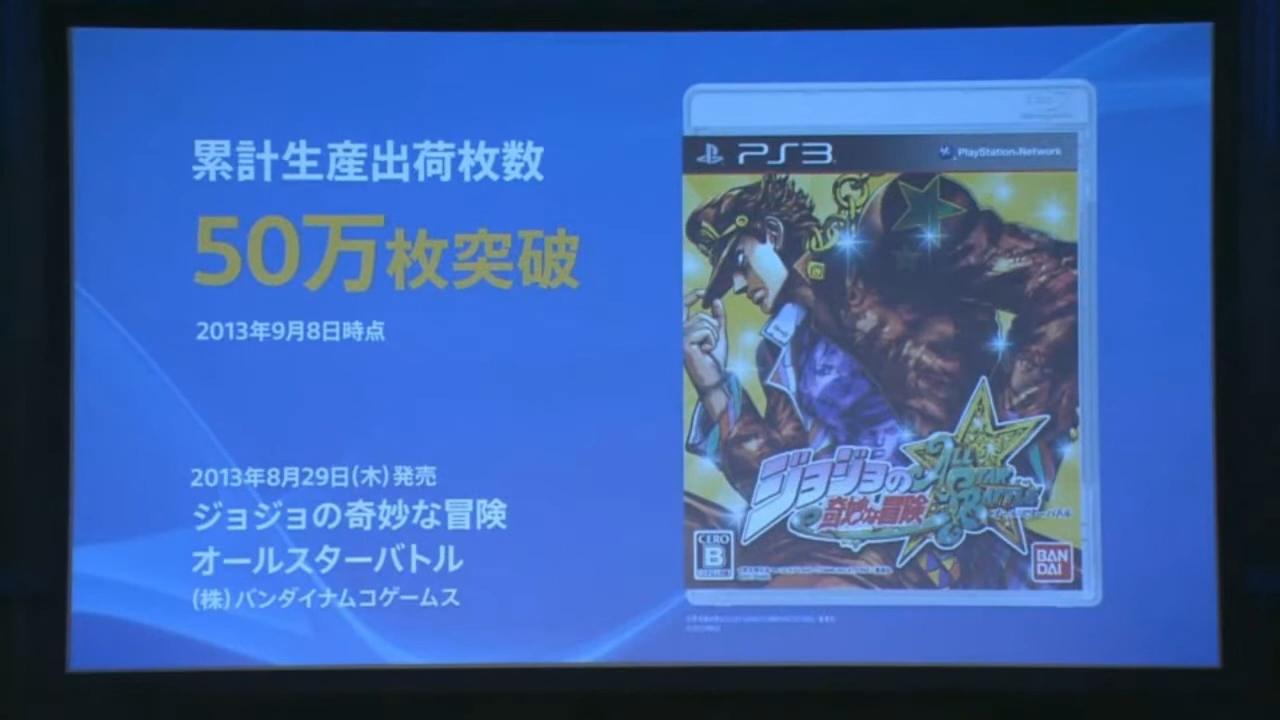 累計生産出荷枚数
50万枚突破
2013年9月8日時点
2013年8月29日(木)発売
ジョジョの奇妙な冒険
オールスターバトル
(株)バンダイナムコゲームス
PS3
PlayStation®Network
ジョジョの
奇妙な冒険
ALL
STAR
BATTLE
CERO
B
BAN
DAI